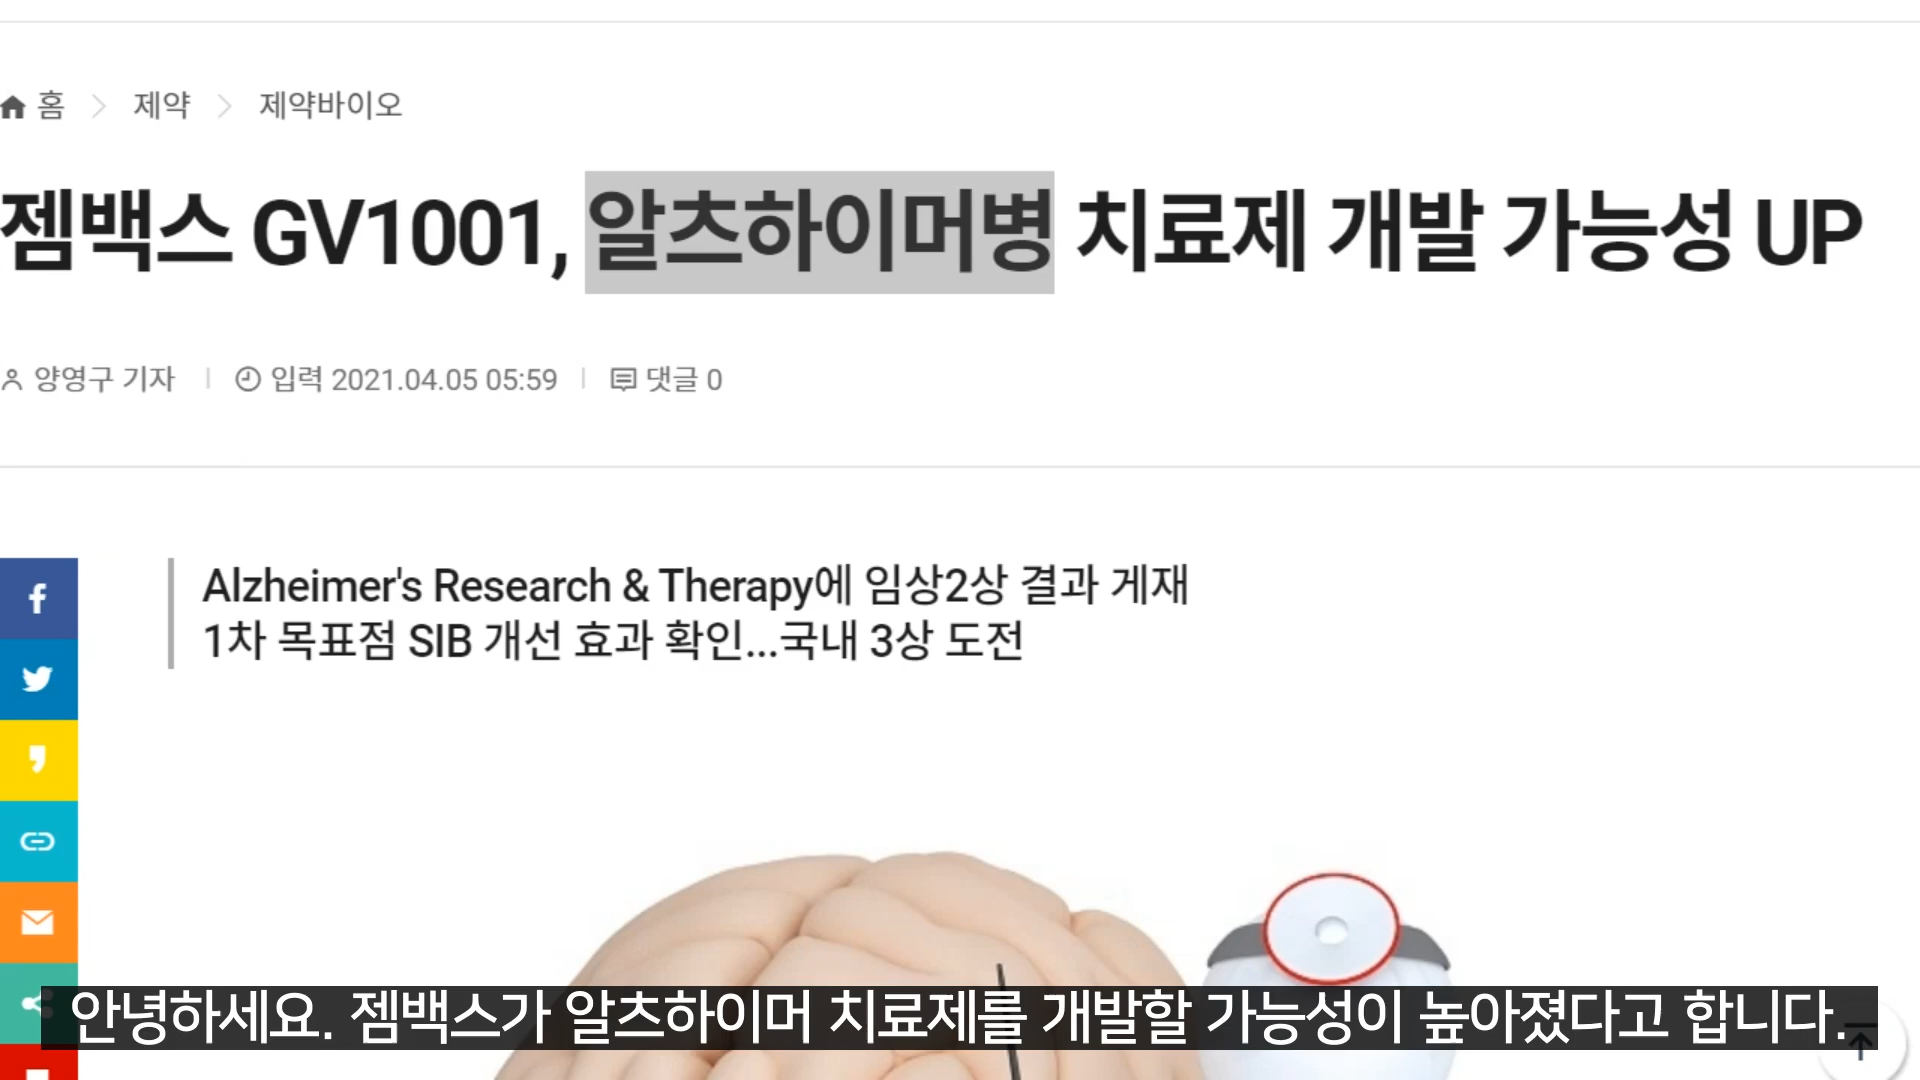 홈 > 제약 > 제약바이오
젬백스 GV1001, 알츠하이머병 치료제 개발 가능성 UP
양영구 기자 | 입력 2021.04.05 05:59 | 댓글 0
Alzheimer's Research & Therapy에 임상2상 결과 게재
1차 목표점 SIB 개선 효과 확인...국내 3상 도전
안녕하세요. 젬백스가 알츠하이머 치료제를 개발할 가능성이 높아졌다고 합니다.